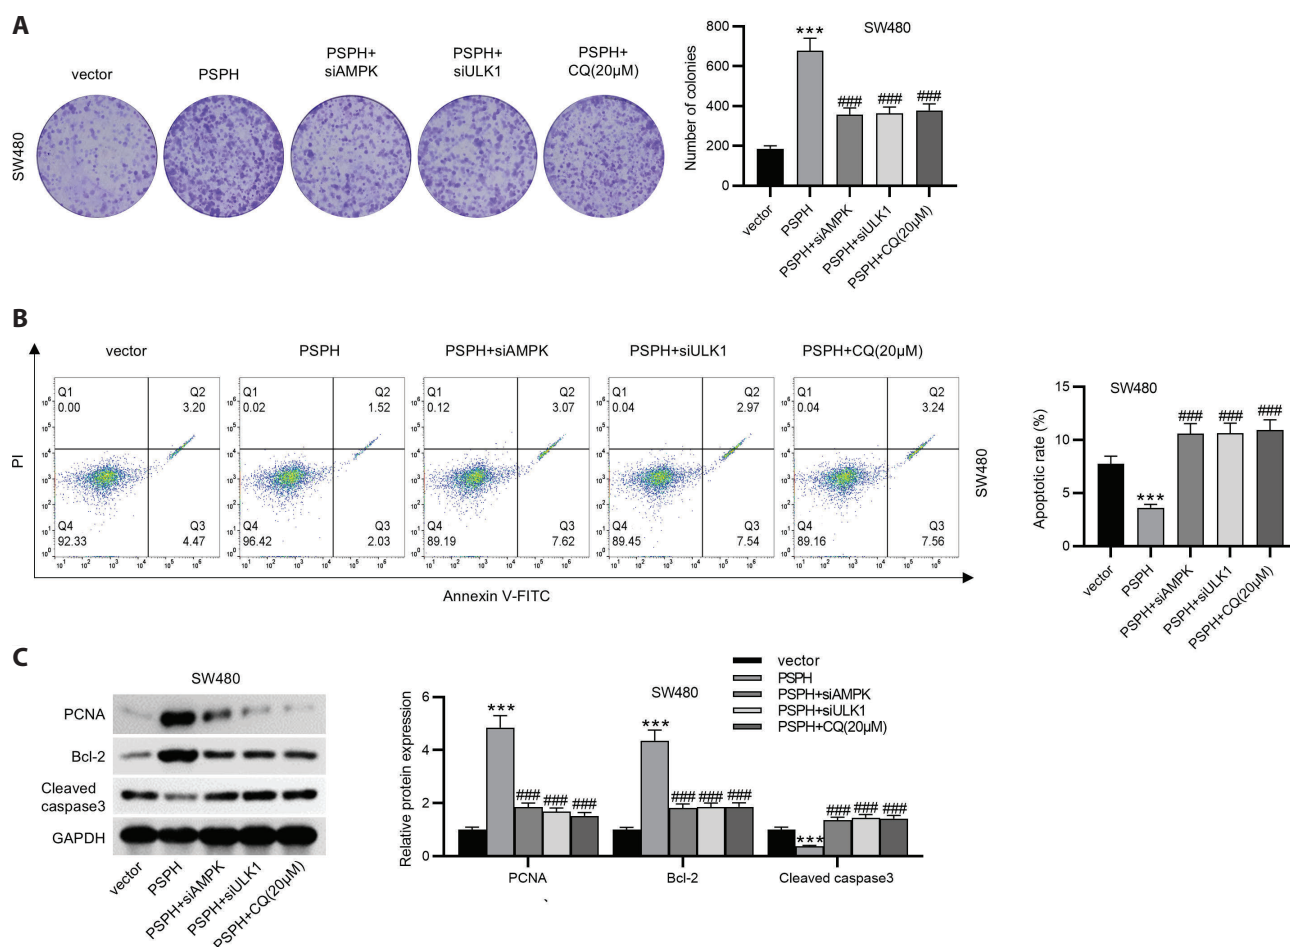 A
vector
PSPH
PSPH+
siAMPK
PSPH+
siULK1
PSPH+
CQ(20μM)
SW480
Number of colonies
800
600
400
200
0
SW480
***
###
###
###
vector
PSPH
PSPH+siAMPK
PSPH+siULK1
PSPH+CQ(20μM)
B
vector
PSPH
PSPH+siAMPK
PSPH+siULK1
PSPH+CQ(20μM)
PI
Q1
0.00
Q2
3.20
Q4
92.33
Q3
4.47
Q1
0.02
Q2
1.52
Q4
96.42
Q3
2.03
Q1
0.12
Q2
3.07
Q4
89.19
Q3
7.62
Q1
0.04
Q2
2.97
Q4
89.45
Q3
7.54
Q1
0.04
Q2
3.24
Q4
89.16
Q3
7.56
Annexin V-FITC
SW480
Apoptotic rate (%)
15
10
5
0
SW480
***
###
###
###
vector
PSPH
PSPH+siAMPK
PSPH+siULK1
PSPH+CQ(20μM)
C
SW480
PCNA
Bcl-2
Cleaved
caspase3
GAPDH
vector
PSPH
PSPH+siAMPK
PSPH+siULK1
PSPH+CQ(20μM)
Relative protein expression
6
4
2
0
SW480
vector
PSPH
PSPH+siAMPK
PSPH+siULK1
PSPH+CQ(20μM)
***
###
###
###
***
###
###
###
***
###
###
###
PCNA
Bcl-2
Cleaved caspase3